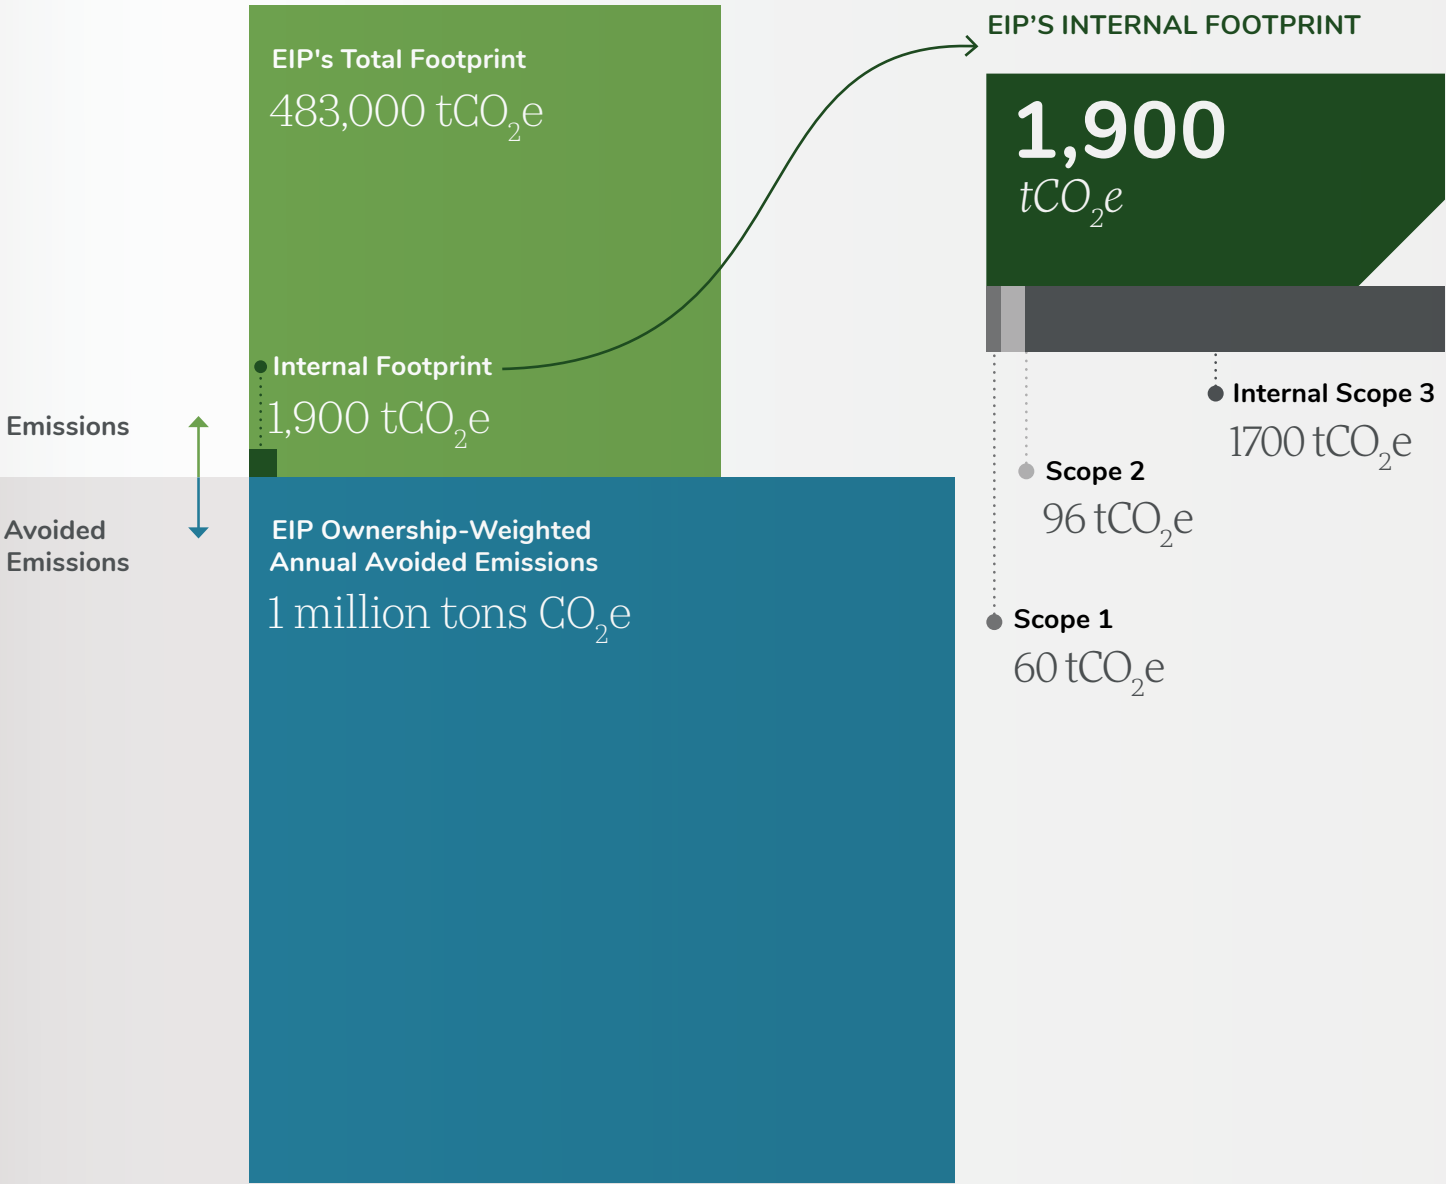 EIP's Total Footprint
483,000 tCO₂e
Internal Footprint
1,900 tCO₂e
Emissions
Avoided
Emissions
EIP Ownership-Weighted
Annual Avoided Emissions
1 million tons CO₂e
EIP’S INTERNAL FOOTPRINT
1,900
tCO₂e
Internal Scope 3
1700 tCO₂e
Scope 2
96 tCO₂e
Scope 1
60 tCO₂e